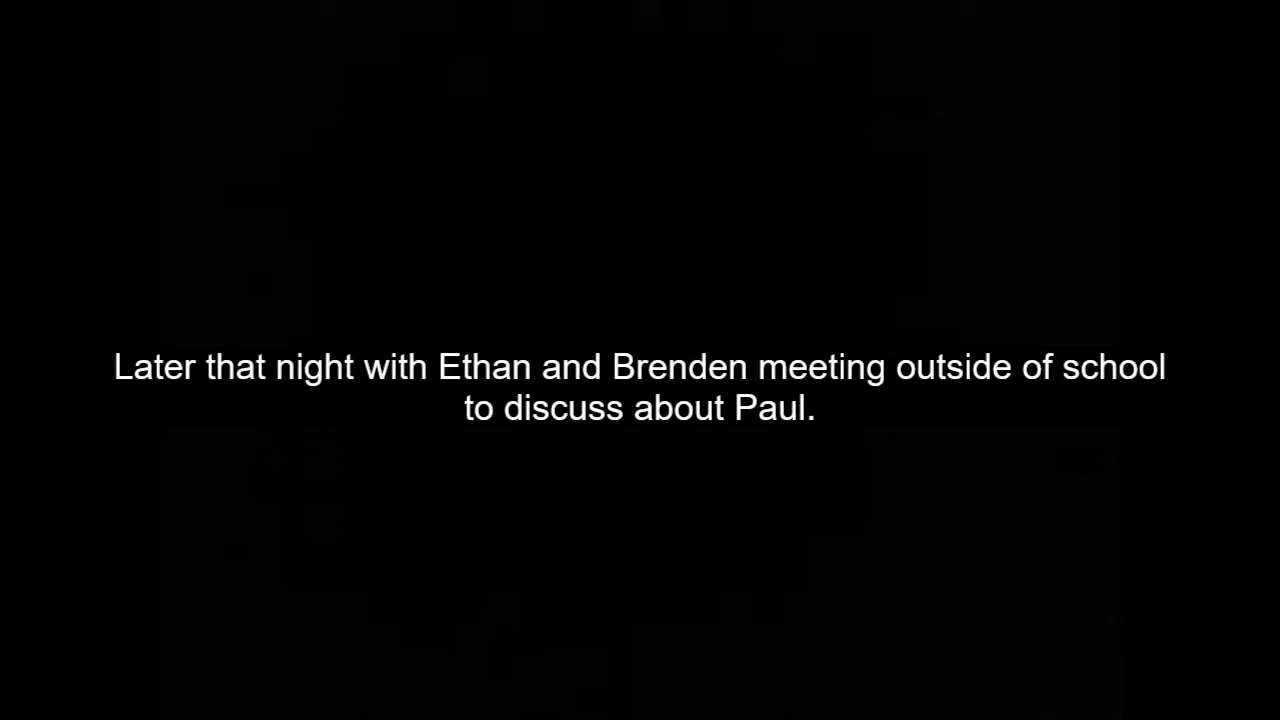 Later that night with Ethan and Brenden meeting outside of school
to discuss about Paul.